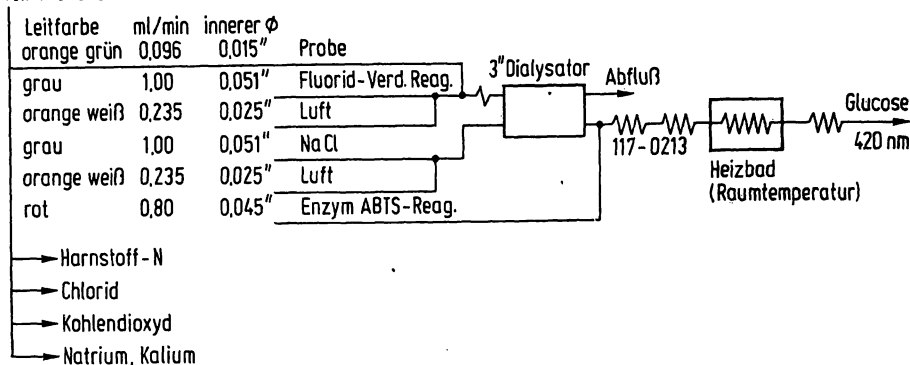 Leitfarbe ml/min innerer Φ
orange grün 0,096 0,015" Probe
grau 1,00 0,051" Fluorid-Verd. Reag.
orange weiß 0,235 0,025" Luft
grau 1,00 0,051" NaCl
orange weiß 0,235 0,025" Luft
rot 0,80 0,045" Enzym ABTS-Reag.
3" Dialysator
Abfluß
117-0213
Heizbad
(Raumtemperatur)
Glucose
420 nm
Harnstoff-N
Chlorid
Kohlendioxyd
Natrium, Kalium